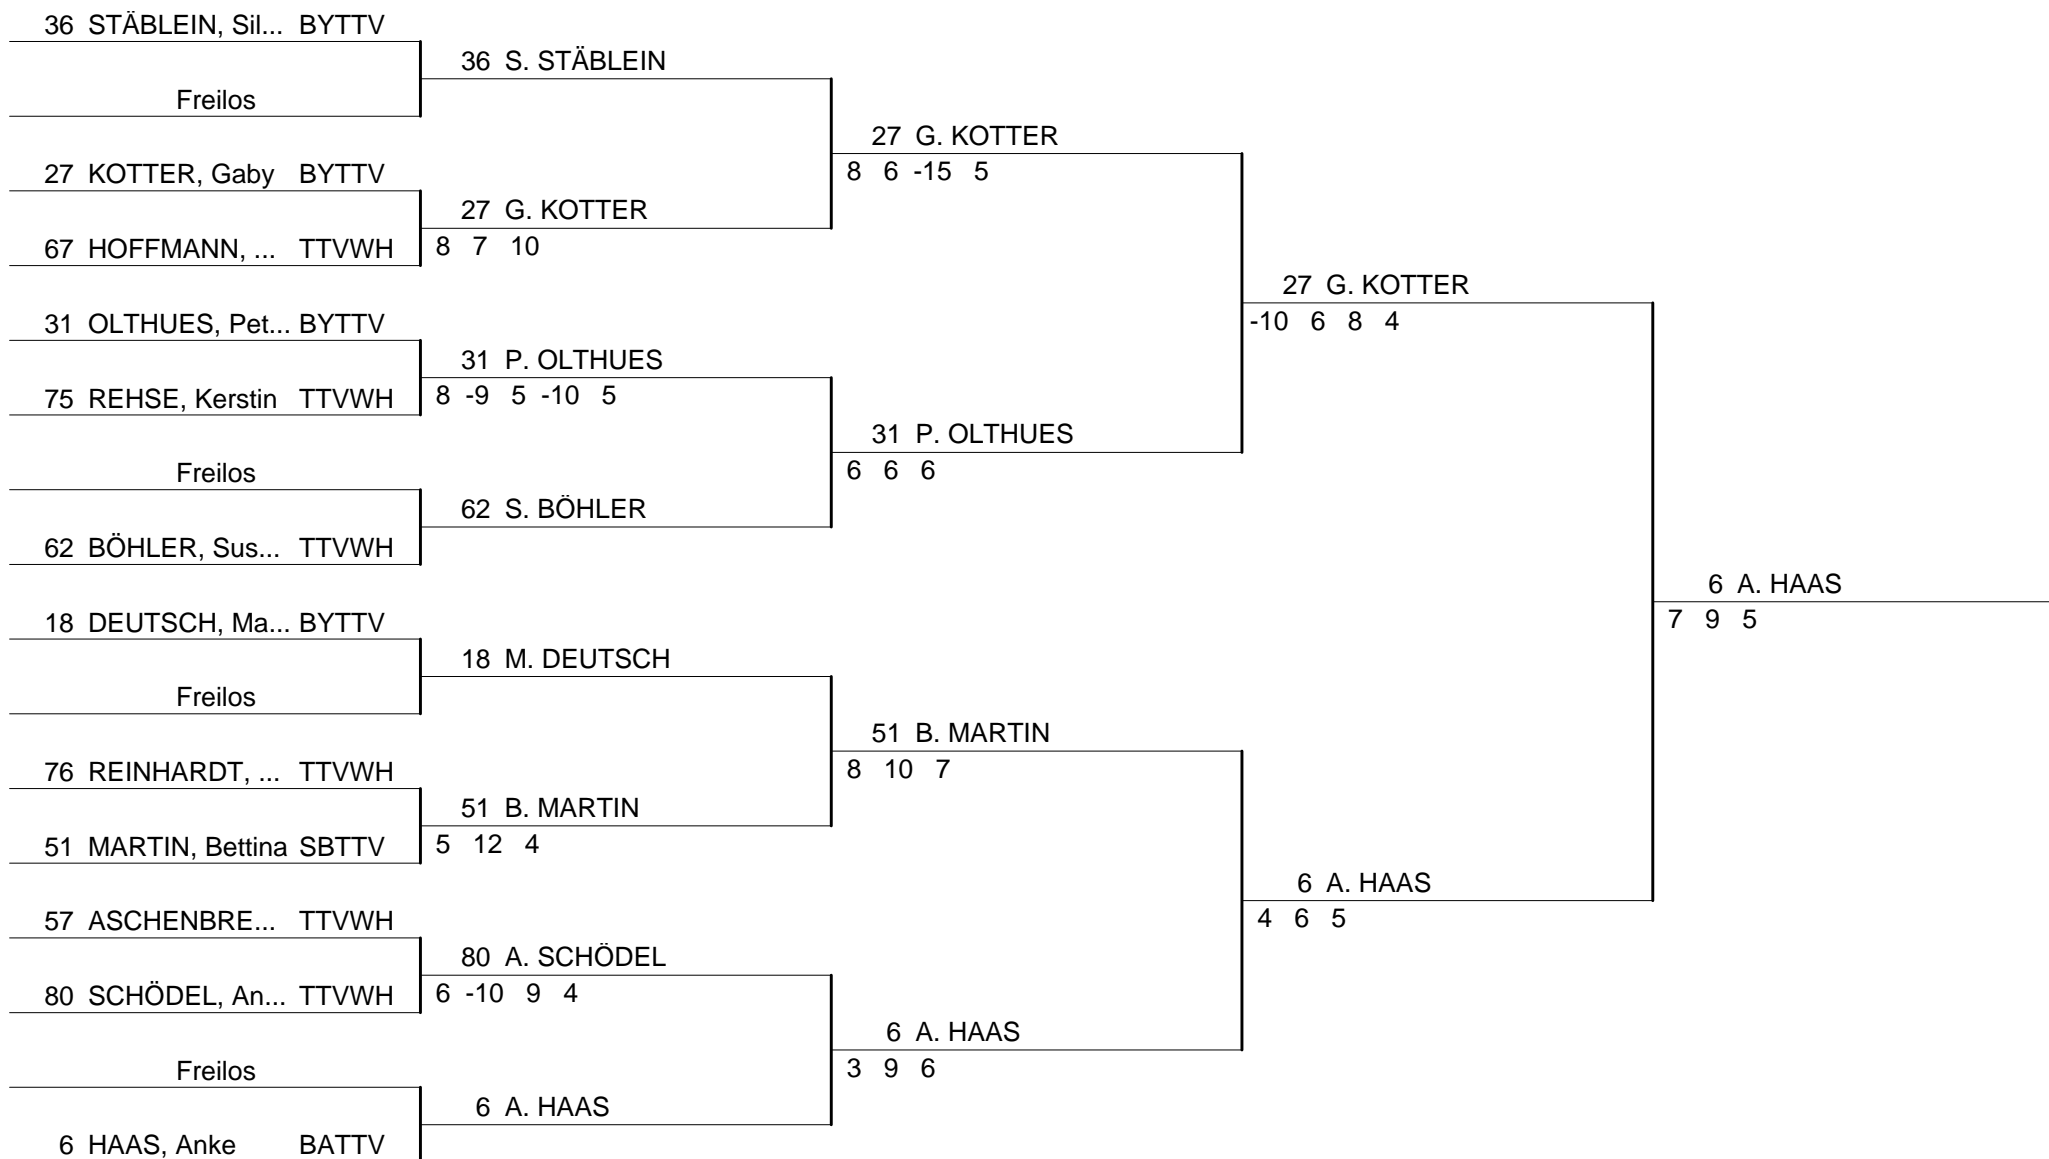 36 STÄBLEIN, Sil... BYTTV
36 S. STÄBLEIN
Freilos
27 G. KOTTER
8 6 -15 5
27 KOTTER, Gaby BYTTV
27 G. KOTTER
8 7 10
67 HOFFMANN, ... TTVWH
27 G. KOTTER
-10 6 8 4
31 OLTHUES, Pet... BYTTV
31 P. OLTHUES
8 -9 5 -10 5
75 REHSE, Kerstin TTVWH
31 P. OLTHUES
6 6 6
Freilos
62 S. BÖHLER
62 BÖHLER, Sus... TTVWH
6 A. HAAS
7 9 5
18 DEUTSCH, Ma... BYTTV
18 M. DEUTSCH
Freilos
51 B. MARTIN
8 10 7
76 REINHARDT, ... TTVWH
51 B. MARTIN
5 12 4
51 MARTIN, Bettina SBTTV
6 A. HAAS
4 6 5
57 ASCHENBRE... TTVWH
80 A. SCHÖDEL
6 -10 9 4
80 SCHÖDEL, An... TTVWH
6 A. HAAS
3 9 6
Freilos
6 A. HAAS
6 HAAS, Anke BATTV